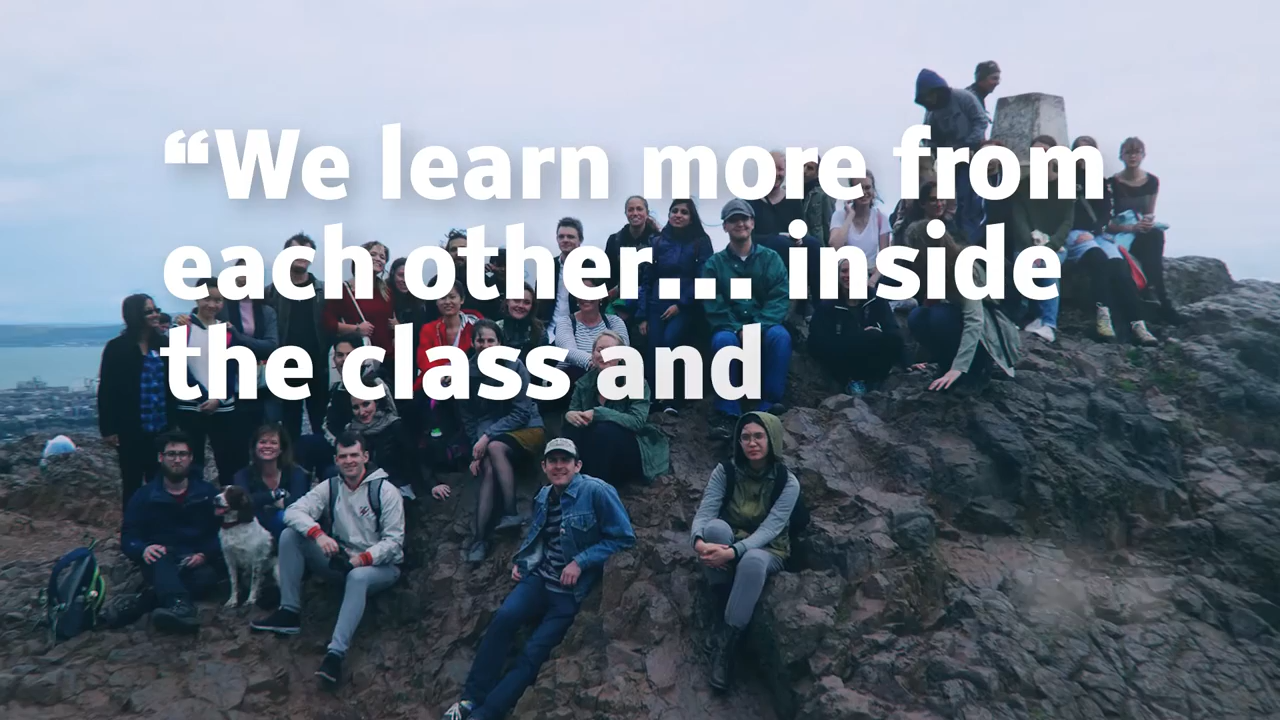 “We learn more from
each other... inside
the class and